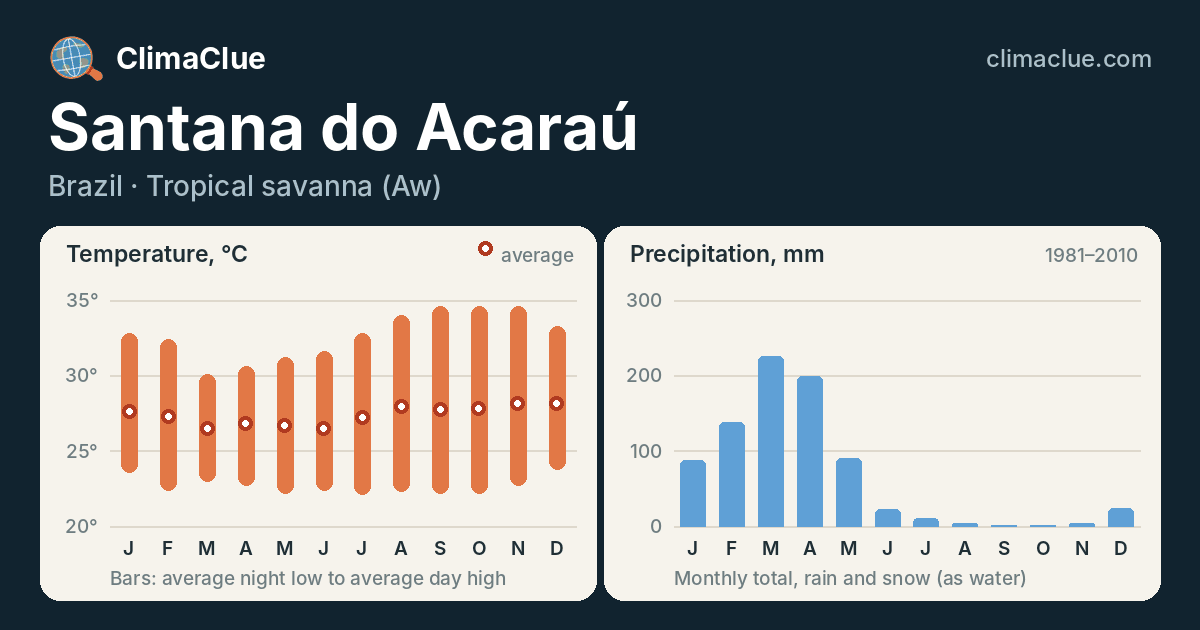 ClimaClue
climaclue.com
Santana do Acaraú
Brazil · Tropical savanna (Aw)
Temperature, °C
average
35°
30°
25°
20°
J F M A M J J A S O N D
Bars: average night low to average day high
Precipitation, mm
1981–2010
300
200
100
0
J F M A M J J A S O N D
Monthly total, rain and snow (as water)